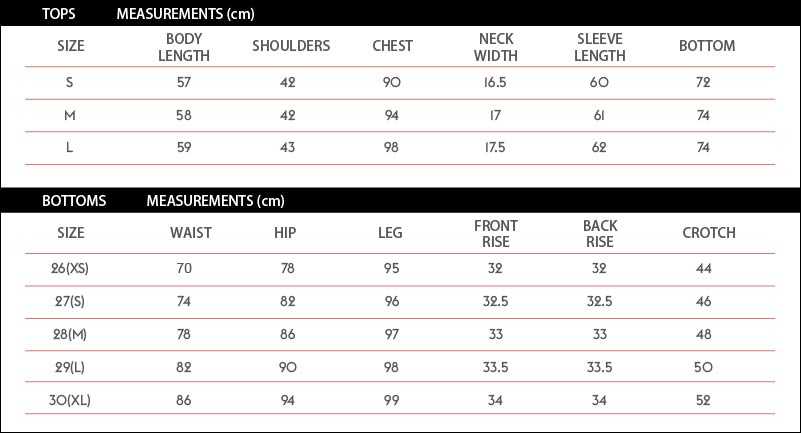 TOPS MEASUREMENTS (cm)
SIZE BODY LENGTH SHOULDERS CHEST NECK WIDTH SLEEVE LENGTH BOTTOM
S 57 42 90 16.5 60 72
M 58 42 94 17 61 74
L 59 43 98 17.5 62 74
BOTTOMS MEASUREMENTS (cm)
SIZE WAIST HIP LEG FRONT RISE BACK RISE CROTCH
26(XS) 70 78 95 32 32 44
27(S) 74 82 96 32.5 32.5 46
28(M) 78 86 97 33 33 48
29(L) 82 90 98 33.5 33.5 50
30(XL) 86 94 99 34 34 52